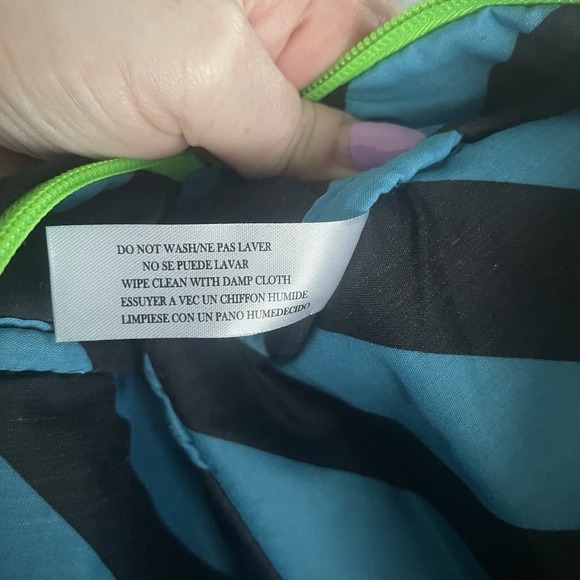 DO NOT WASH/NE PAS LAVER
NO SE PUEDE LAVAR
WIPE CLEAN WITH DAMP CLOTH
ESSUYER A VEC UN CHIFFON HUMIDE
LIMPIESE CON UN PANO HUMEDECIDO